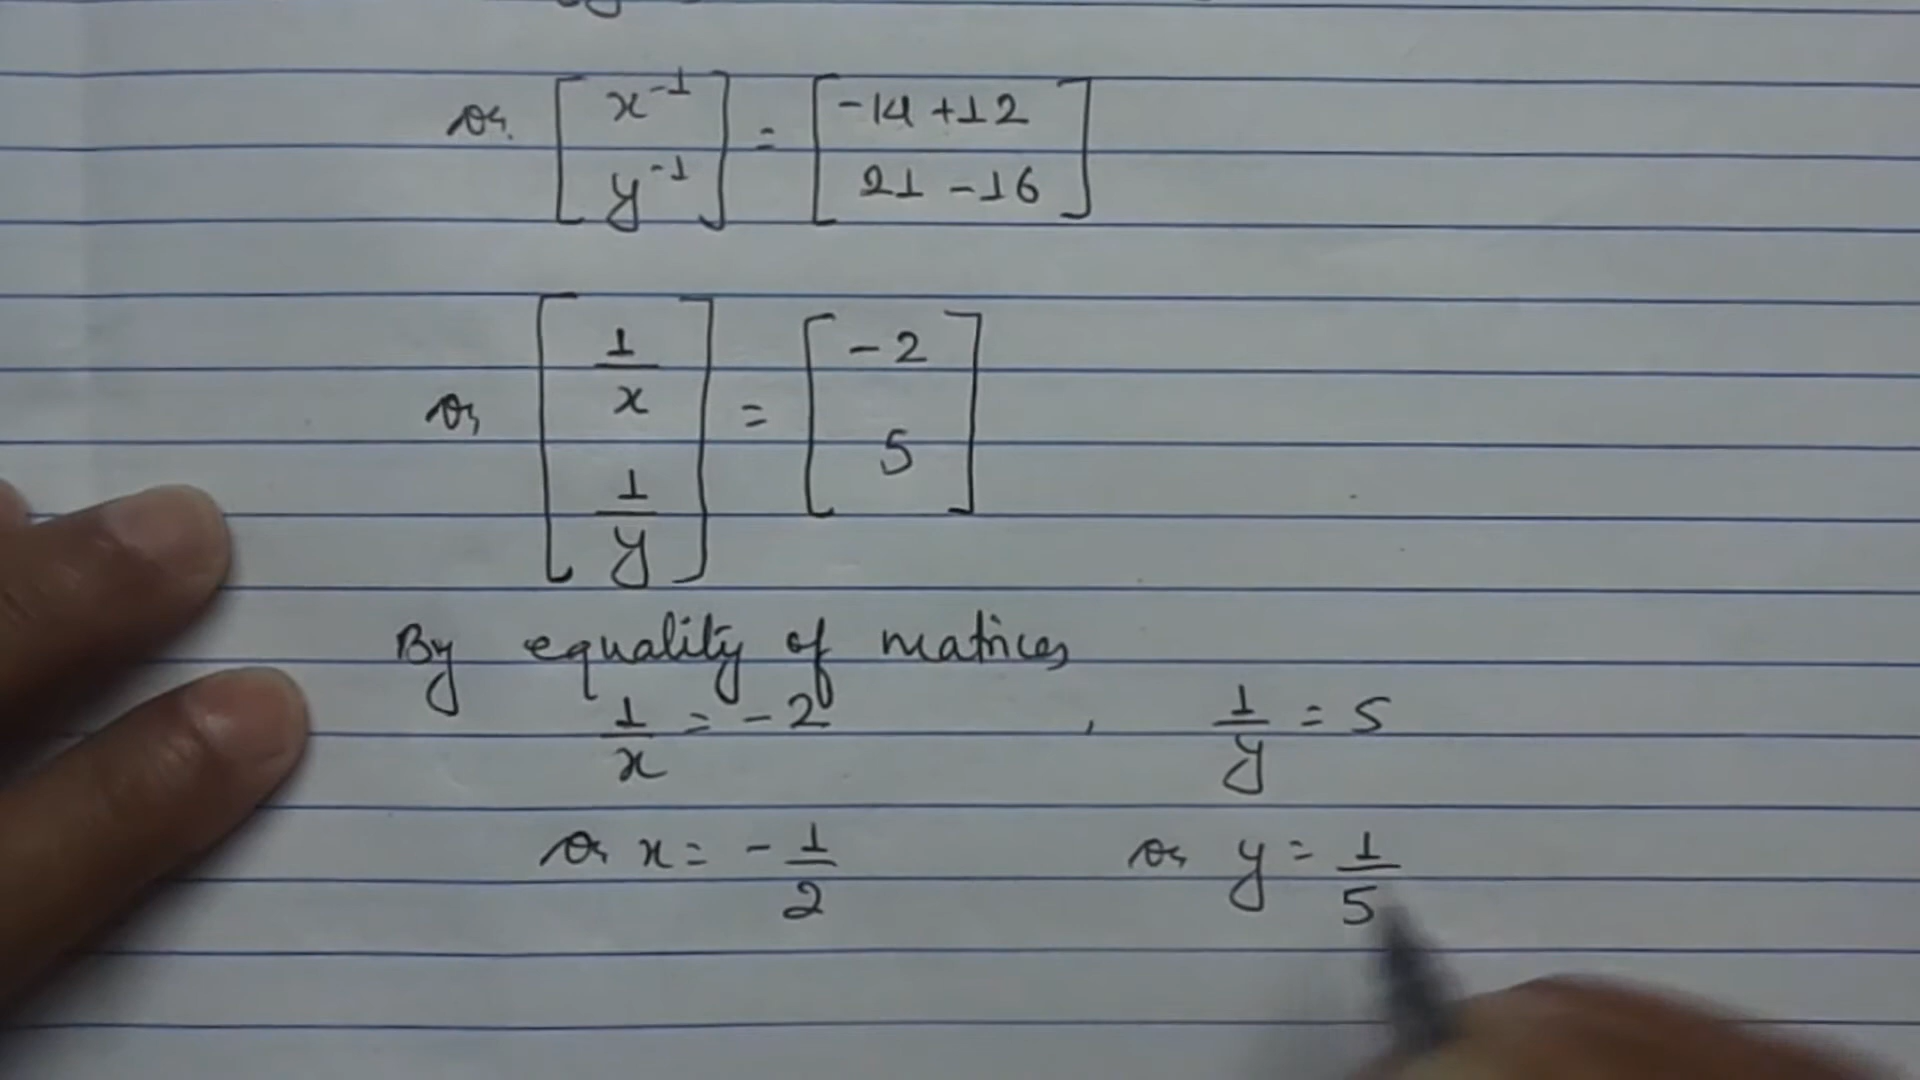 or [x⁻¹ y⁻¹] = [-14 +12 21 -16]
or [1/x 1/y] = [-2 5]
By equality of matrices
1/x = -2 , 1/y = 5
or x = -1/2 or y = 1/5